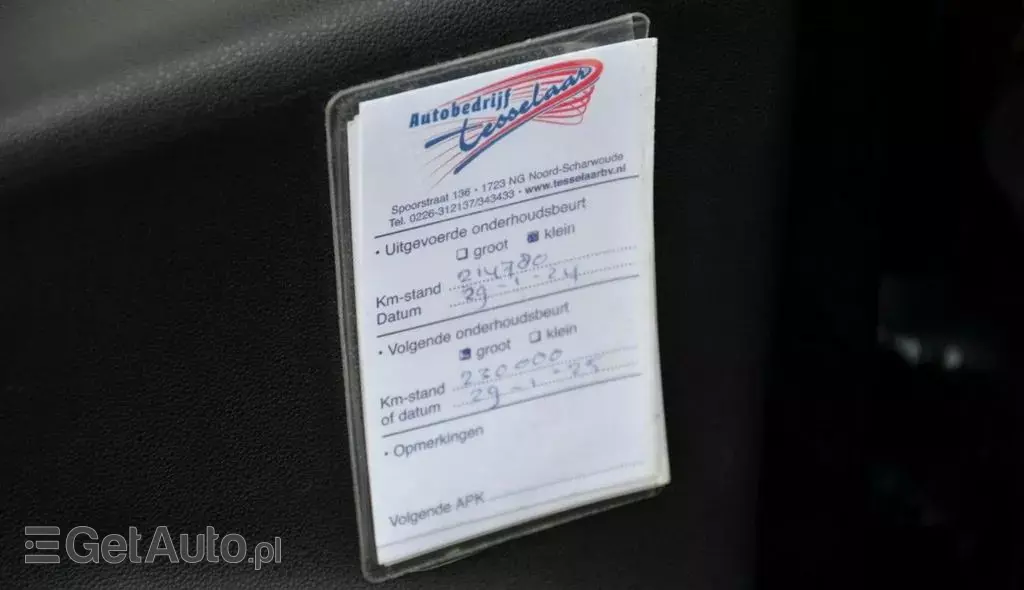 Autobedrijf
Tesselaar
Spoorstraat 136 • 1723 NG Noord-Scharwoude
Tel. 0226-312137/343433 • www.tesselaarbv.nl
• Uitgevoerde onderhoudsbeurt
groot klein
Km-stand 214780
Datum 29-1-24
• Volgende onderhoudsbeurt
groot klein
Km-stand 230000
of datum 29-1-25
• Opmerkingen
Volgende APK
GetAuto.pl